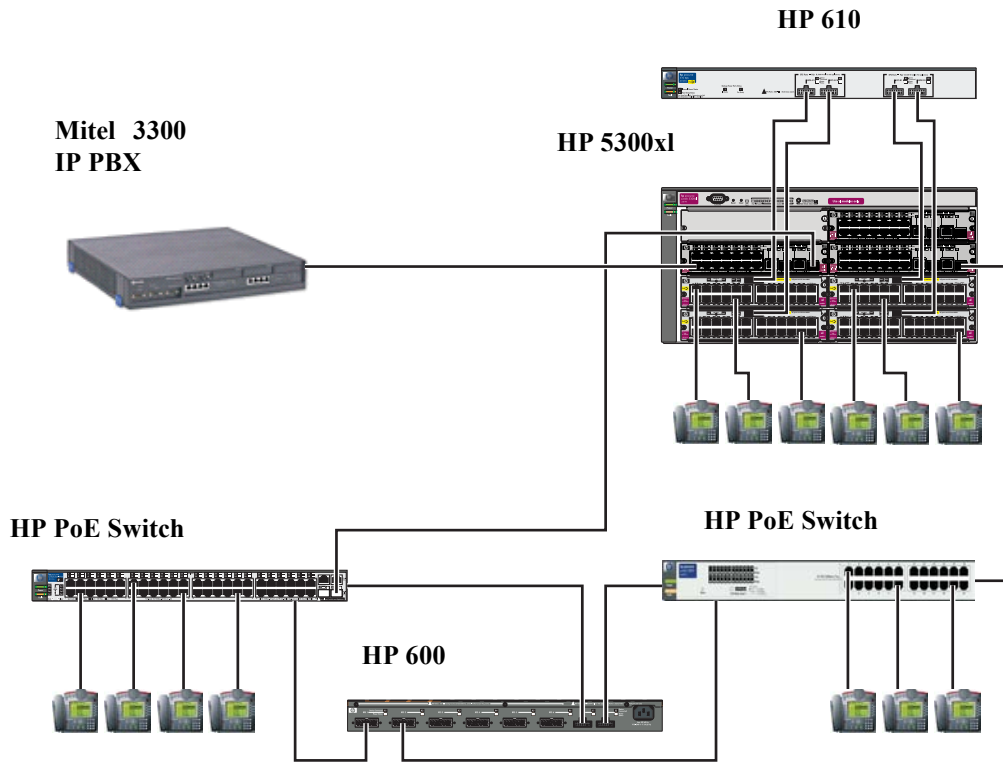 HP 610
Mitel 3300
IP PBX
HP 5300xl
HP PoE Switch
HP PoE Switch
HP 600